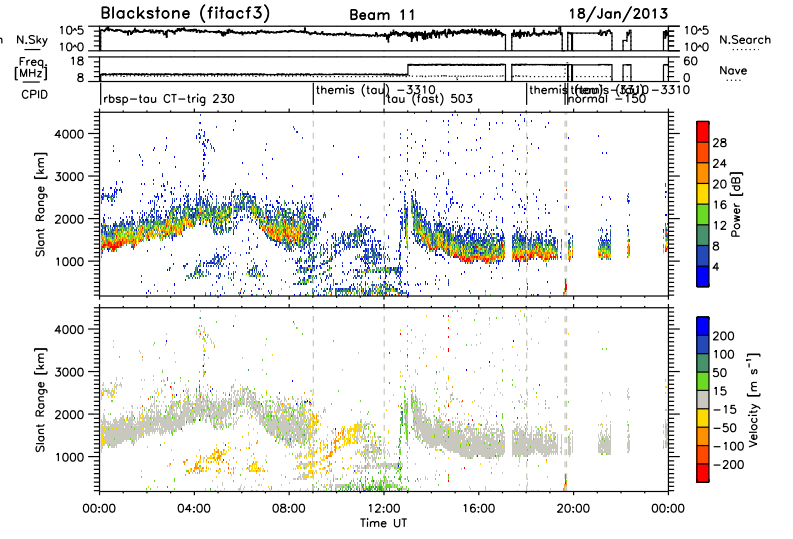 Blackstone (fitacf3) Beam 11 18/Jan/2013
N.Sky 10^5 10^0 10^5 10^0 N.Search
Freq. [MHz] 18 8 60 0 Nave
CPID themis (tau) -3310 themis -3310
rbsp-tau CT-trig 230 tau (fast) 503 normal -150
4000
3000
2000
1000
Slant Range [km]
28
24
20
16
12
8
4
Power [dB]
4000
3000
2000
1000
Slant Range [km]
200
100
50
15
-15
-50
-100
-200
Velocity [m s⁻¹]
00:00 04:00 08:00 12:00 16:00 20:00 00:00
Time UT